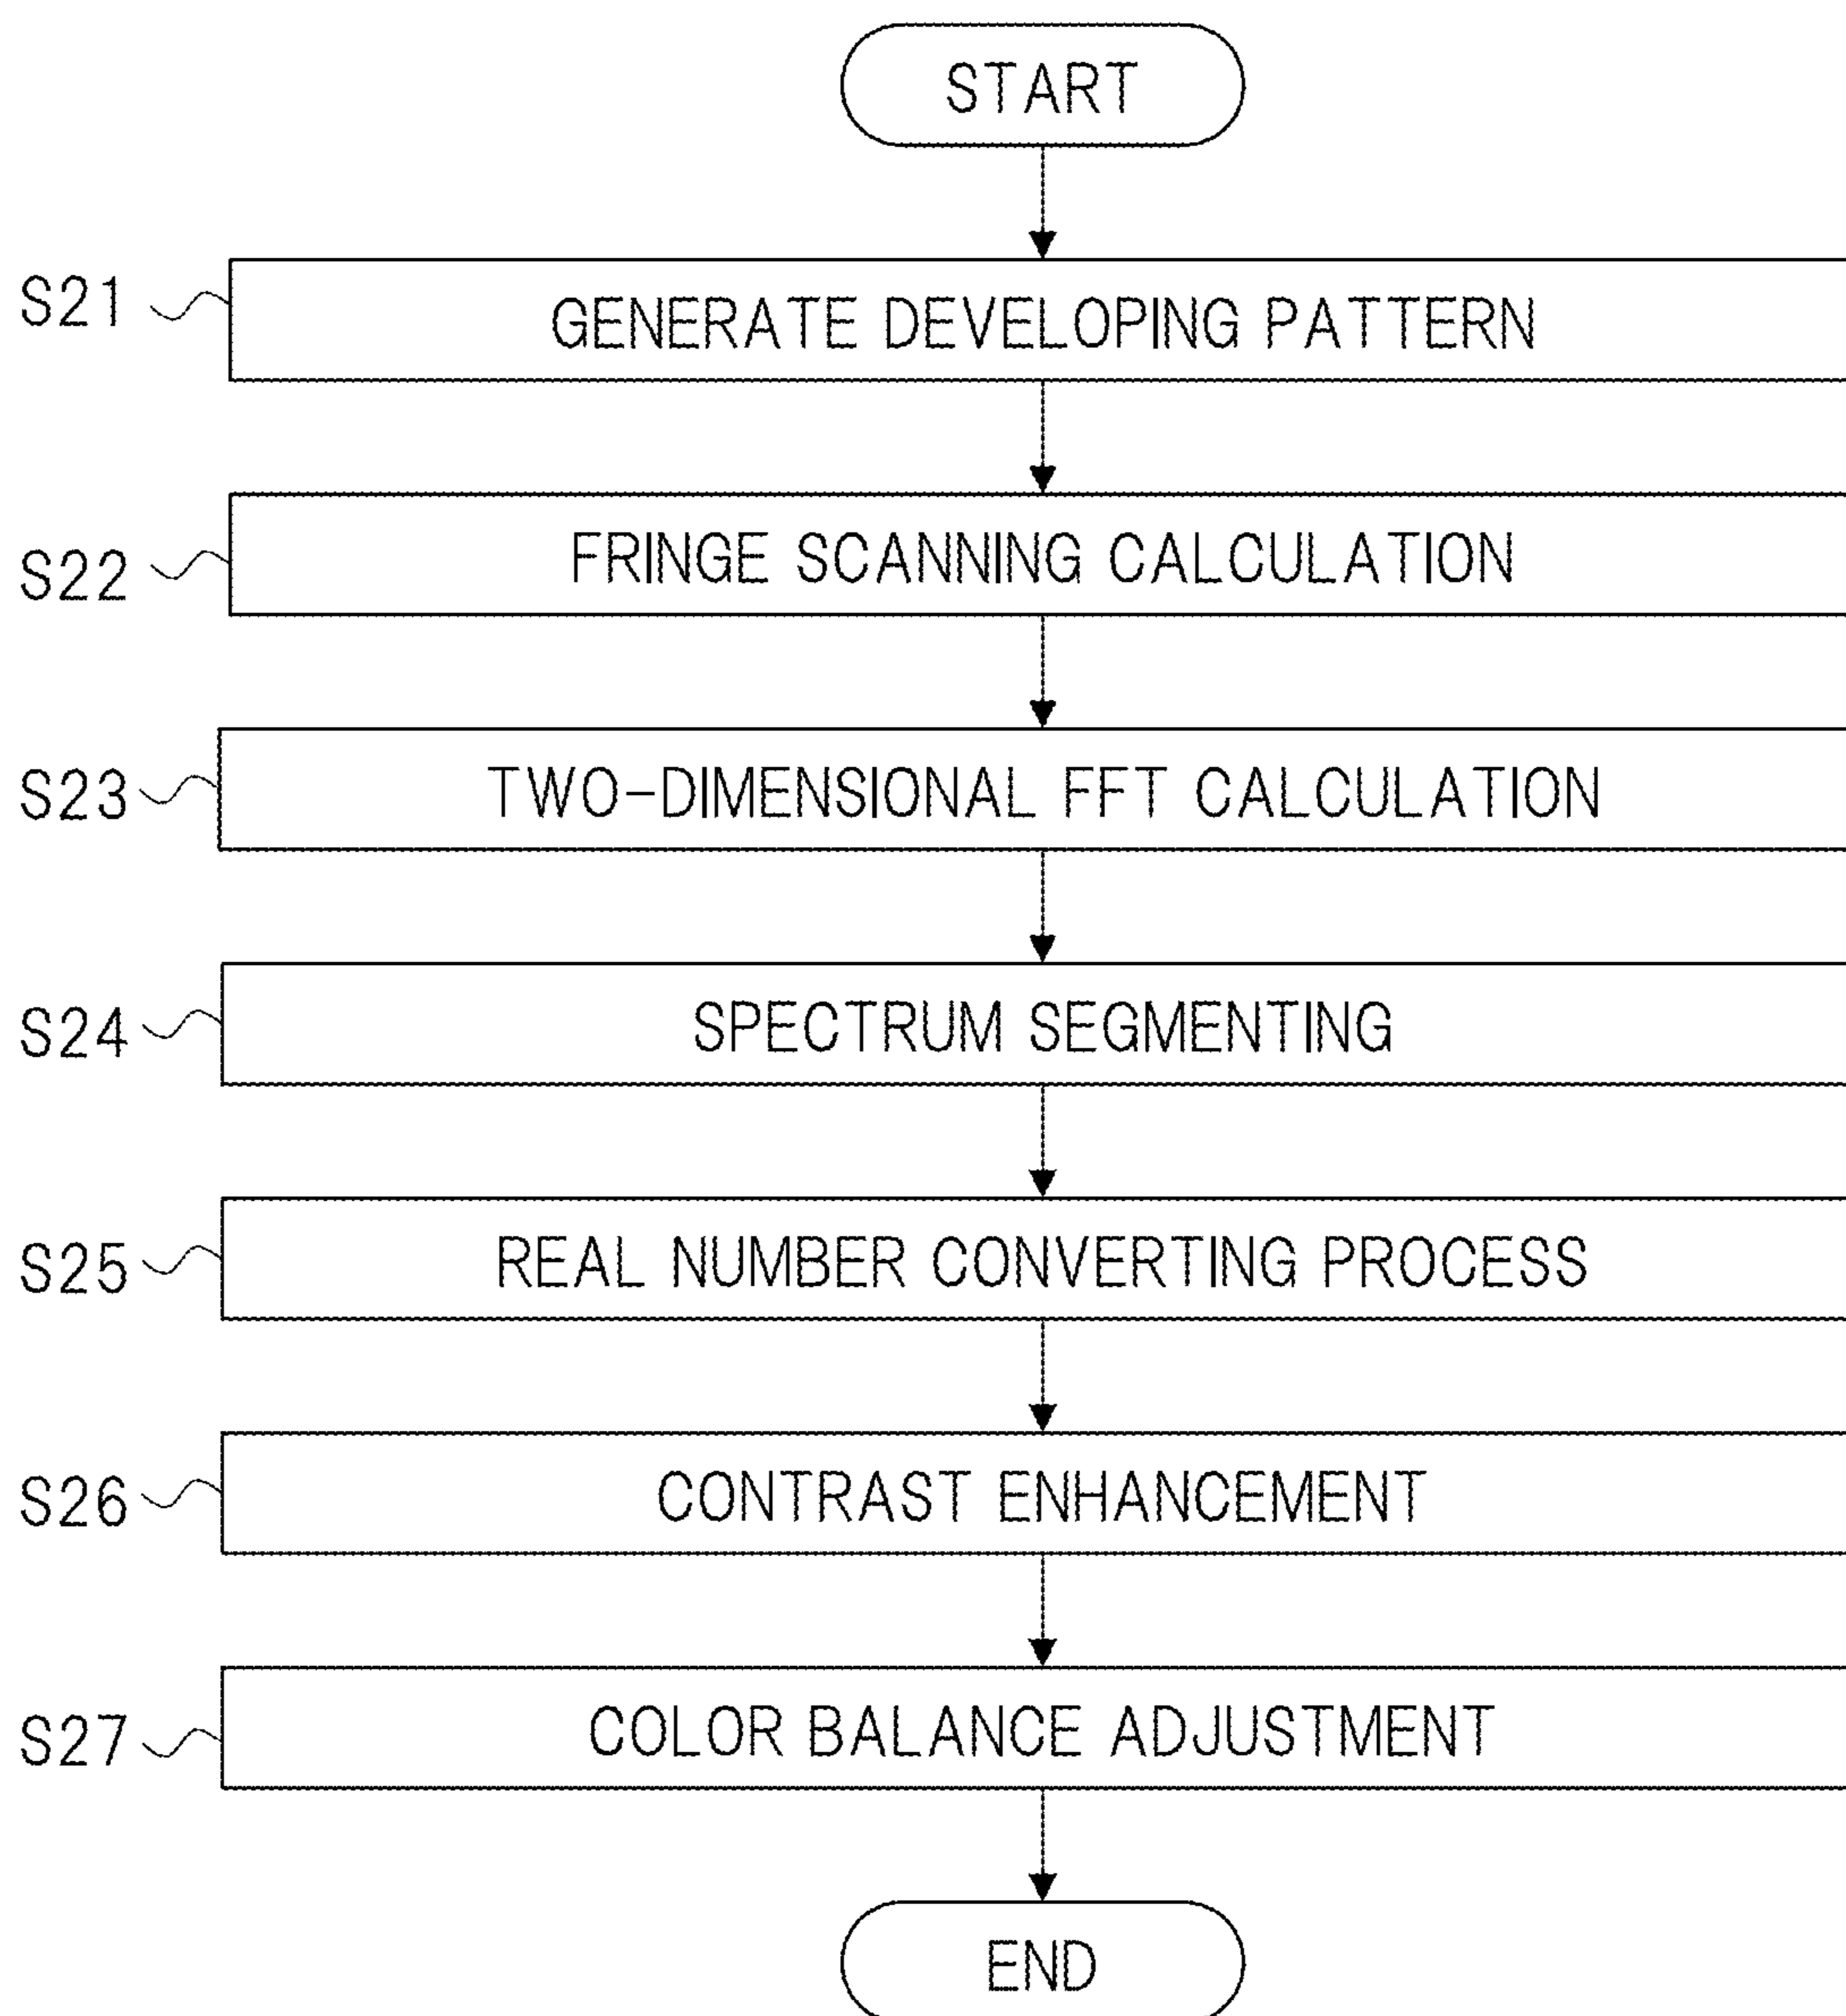 START
S21 GENERATE DEVELOPING PATTERN
S22 FRINGE SCANNING CALCULATION
S23 TWO-DIMENSIONAL FFT CALCULATION
S24 SPECTRUM SEGMENTING
S25 REAL NUMBER CONVERTING PROCESS
S26 CONTRAST ENHANCEMENT
S27 COLOR BALANCE ADJUSTMENT
END